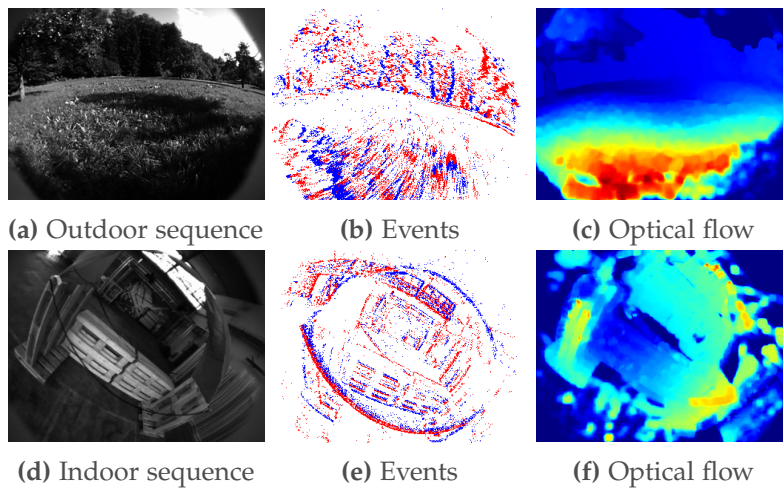 (a) Outdoor sequence (b) Events (c) Optical flow
(d) Indoor sequence (e) Events (f) Optical flow